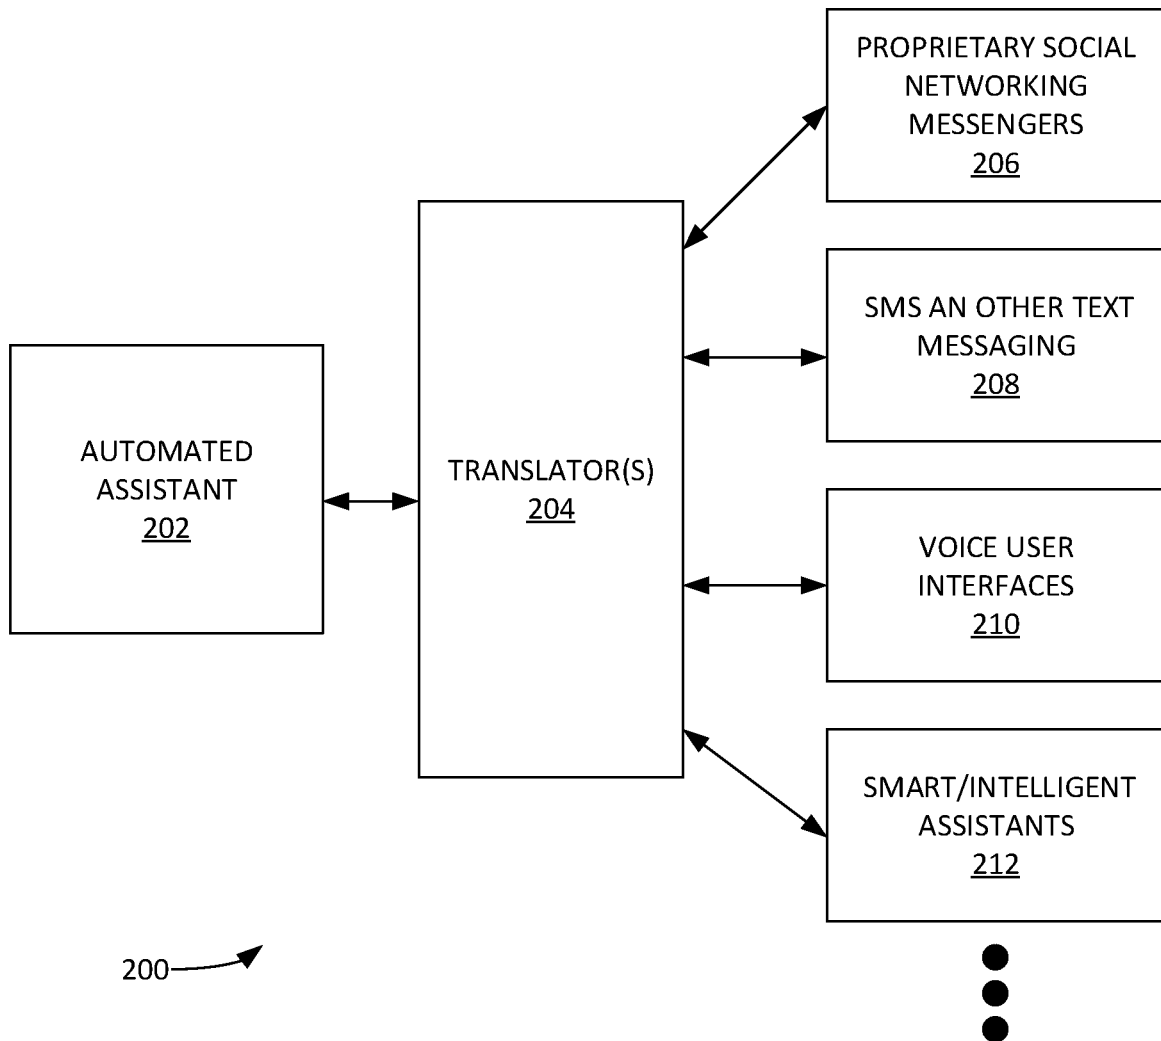 PROPRIETARY SOCIAL
NETWORKING
MESSENGERS
206
SMS AN OTHER TEXT
MESSAGING
208
AUTOMATED
ASSISTANT
202
TRANSLATOR(S)
204
VOICE USER
INTERFACES
210
SMART/INTELLIGENT
ASSISTANTS
212
200